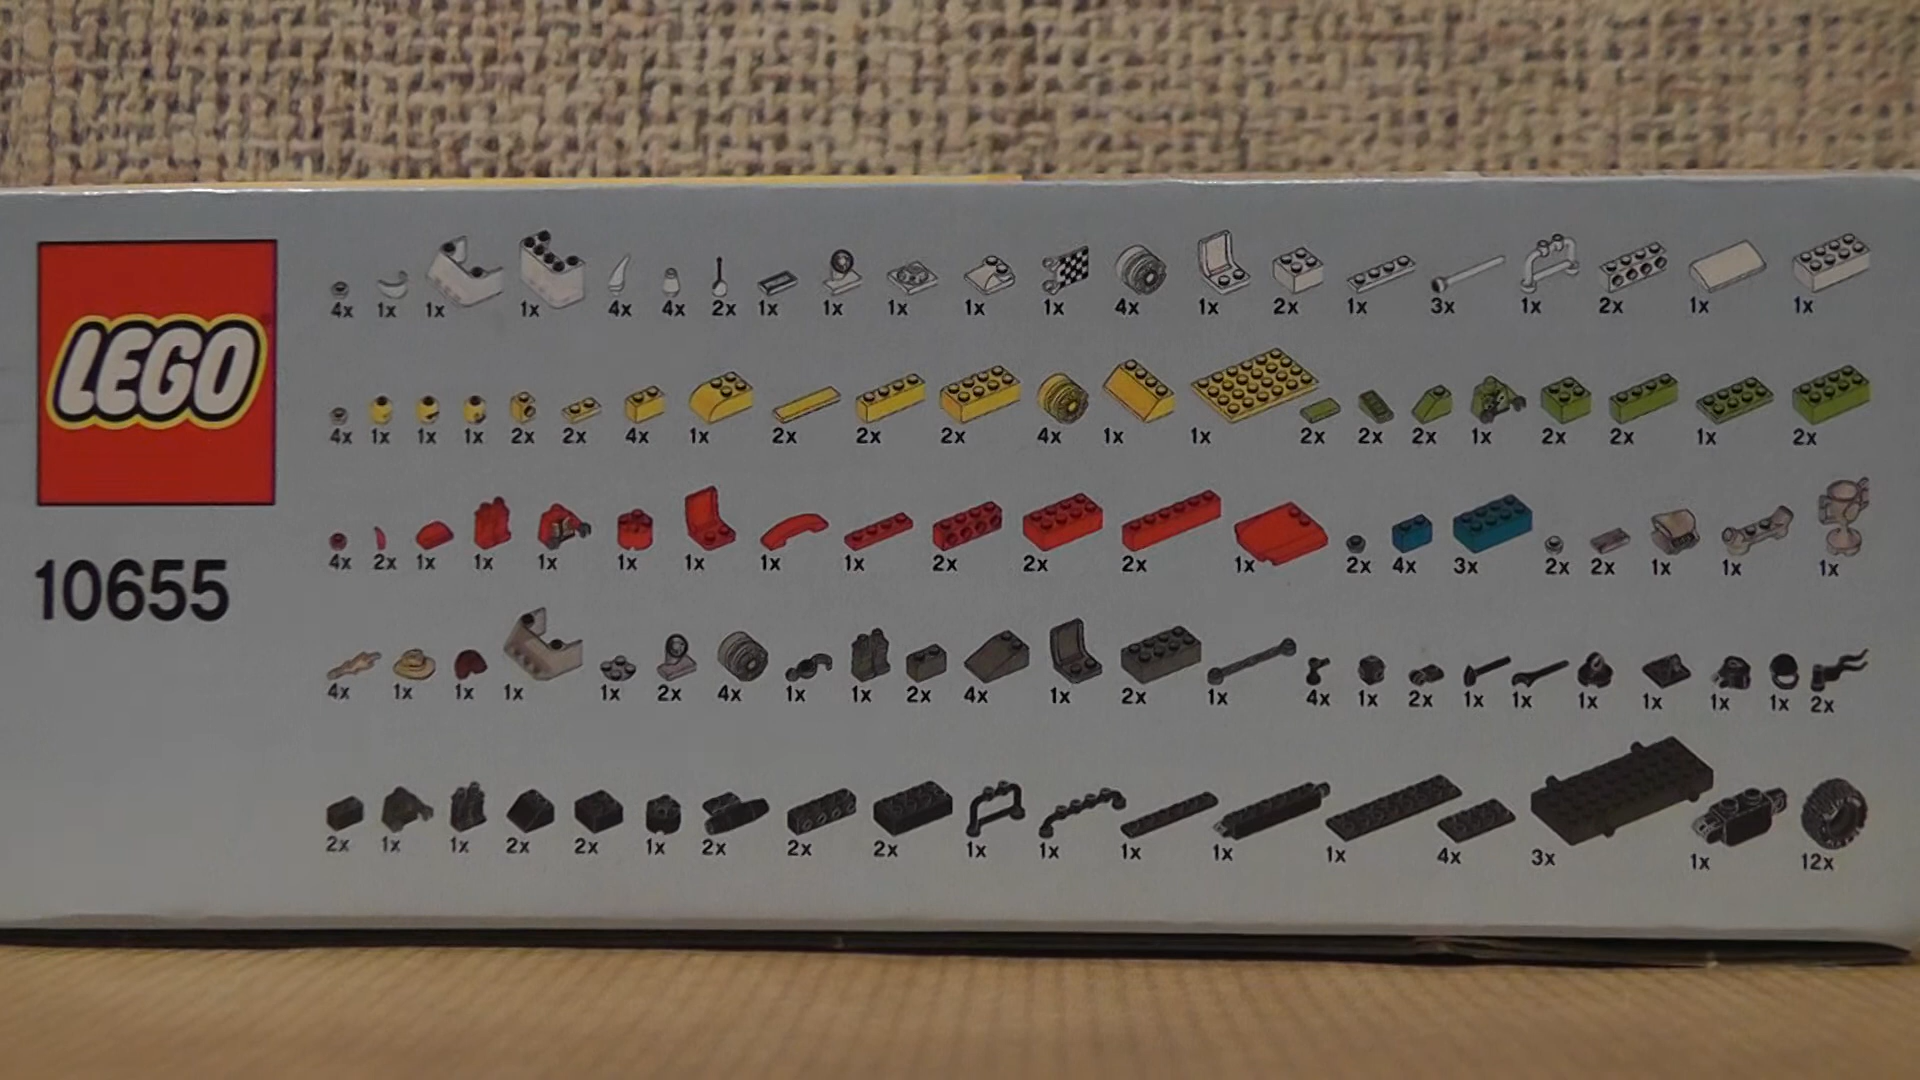 LEGO
10655
4x 1x 1x 1x 4x 4x 2x 1x 1x 1x 1x 1x 4x 1x 2x 1x 3x 1x 2x 1x 1x
4x 1x 1x 1x 2x 2x 4x 1x 2x 2x 2x 4x 1x 1x 2x 2x 2x 1x 2x 2x 1x 2x
4x 2x 1x 1x 1x 1x 1x 1x 1x 2x 2x 2x 1x 2x 4x 3x 2x 2x 1x 1x 1x
4x 1x 1x 1x 1x 2x 4x 1x 1x 2x 4x 1x 2x 1x 4x 1x 2x 1x 1x 1x 1x 1x 1x 2x
2x 1x 1x 2x 2x 1x 2x 2x 2x 1x 1x 1x 1x 1x 4x 3x 1x 12x